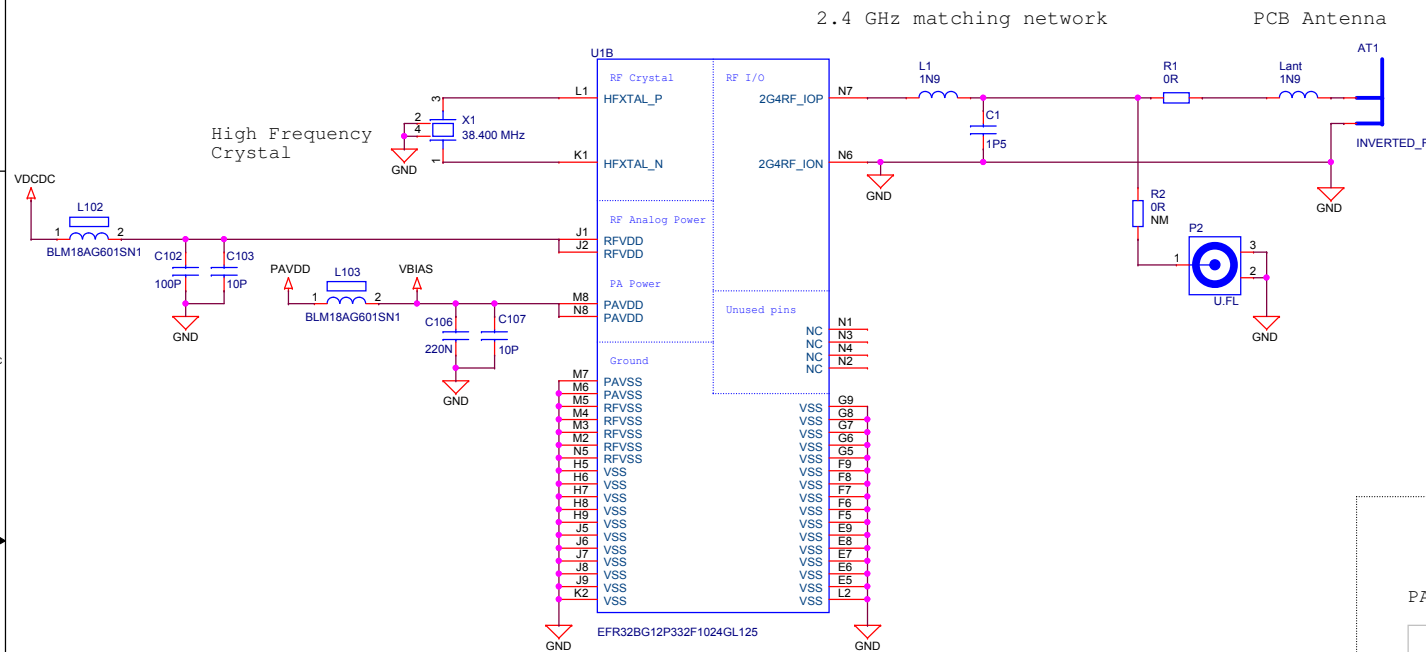 2.4 GHz matching network
PCB Antenna
U1B
RF Crystal
RF I/O
L1
HFXTAL_P
K1
HFXTAL_N
3
2
4
1
X1
38.400 MHz
GND
High Frequency
Crystal
2G4RF_IOP
N7
2G4RF_ION
N6
L1
1N9
C1
1P5
GND
R1
0R
Lant
1N9
AT1
INVERTED_F
GND
R2
0R
NM
P2
1
3
2
U.FL
GND
VDCDC
L102
1
2
BLM18AG601SN1
C102
100P
C103
10P
GND
RF Analog Power
J1
RFVDD
J2
RFVDD
PAVDD
L103
1
2
BLM18AG601SN1
VBIAS
C106
220N
C107
10P
GND
PA Power
M8
PAVDD
N8
PAVDD
Unused pins
NC
N1
NC
N3
NC
N4
NC
N2
Ground
M7
PAVSS
M6
PAVSS
M5
RFVSS
M4
RFVSS
M3
RFVSS
M2
RFVSS
N5
RFVSS
H5
VSS
H6
VSS
H7
VSS
H8
VSS
H9
VSS
J5
VSS
J6
VSS
J7
VSS
J8
VSS
J9
VSS
K2
VSS
GND
VSS
G9
VSS
G8
VSS
G7
VSS
G6
VSS
G5
VSS
F9
VSS
F8
VSS
F7
VSS
F6
VSS
F5
VSS
E9
VSS
E8
VSS
E7
VSS
E6
VSS
E5
VSS
L2
GND
EFR32BG12P332F1024GL125
PA